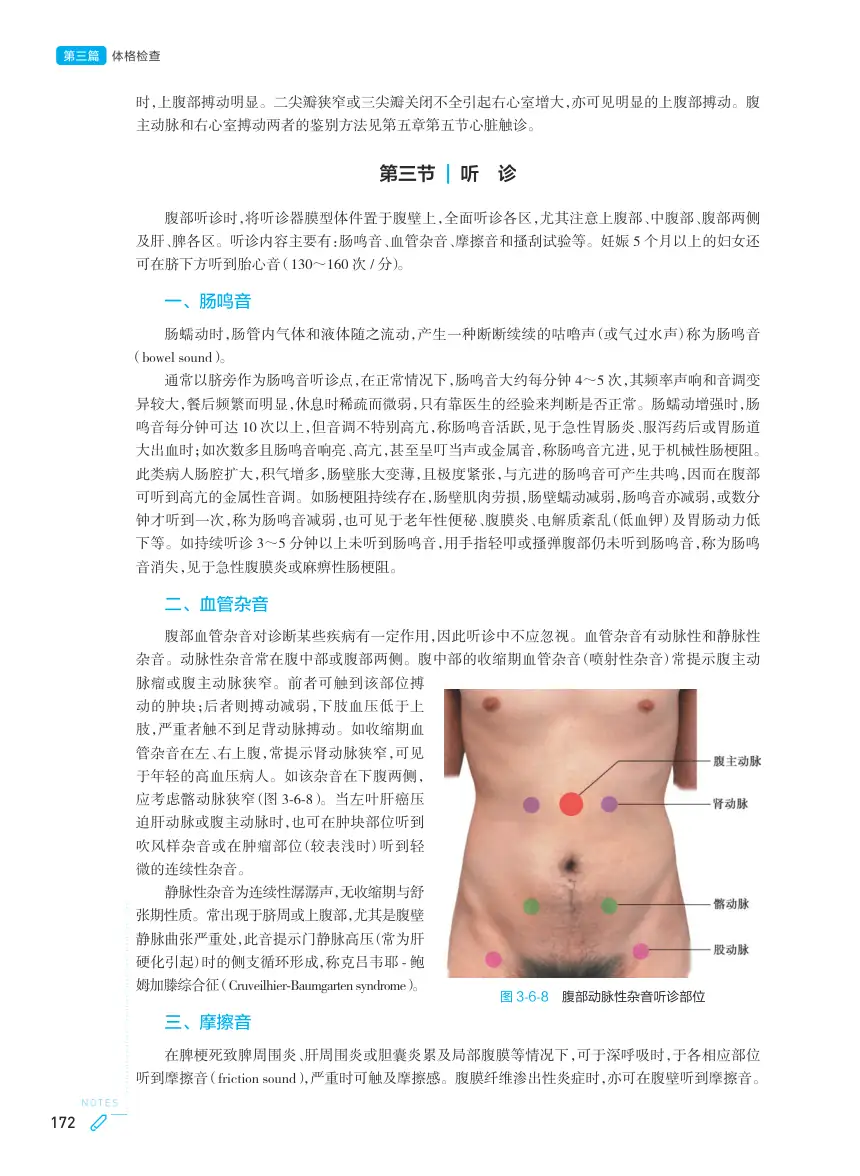 第三篇 体格检查
时,上腹部搏动明显。二尖瓣狭窄或三尖瓣关闭不全引起右心室增大,亦可见明显的上腹部搏动。腹
主动脉和右心室搏动两者的鉴别方法见第五章第五节心脏触诊。
第三节 | 听 诊
腹部听诊时,将听诊器膜型体件置于腹壁上,全面听诊各区,尤其注意上腹部、中腹部、腹部两侧
及肝、脾各区。听诊内容主要有:肠鸣音、血管杂音、摩擦音和搔刮试验等。妊娠 5 个月以上的妇女还
可在脐下方听到胎心音(130～160 次 / 分)。
一、肠鸣音
肠蠕动时,肠管内气体和液体随之流动,产生一种断断续续的咕噜声(或气过水声)称为肠鸣音
(bowel sound)。
通常以脐旁作为肠鸣音听诊点,在正常情况下,肠鸣音大约每分钟 4～5 次,其频率声响和音调变
异较大,餐后频繁而明显,休息时稀疏而微弱,只有靠医生的经验来判断是否正常。肠蠕动增强时,肠
鸣音每分钟可达 10 次以上,但音调不特别高亢,称肠鸣音活跃,见于急性胃肠炎、服泻药后或胃肠道
大出血时;如次数多且肠鸣音响亮、高亢,甚至呈叮当声或金属音,称肠鸣音亢进,见于机械性肠梗阻。
此类病人肠腔扩大,积气增多,肠壁胀大变薄,且极度紧张,与亢进的肠鸣音可产生共鸣,因而在腹部
可听到高亢的金属性音调。如肠梗阻持续存在,肠壁肌肉劳损,肠壁蠕动减弱,肠鸣音亦减弱,或数分
钟才听到一次,称为肠鸣音减弱,也可见于老年性便秘、腹膜炎、电解质紊乱(低血钾)及胃肠动力低
下等。如持续听诊 3～5 分钟以上未听到肠鸣音,用手指轻叩或搔弹腹部仍未听到肠鸣音,称为肠鸣
音消失,见于急性腹膜炎或麻痹性肠梗阻。
二、血管杂音
腹部血管杂音对诊断某些疾病有一定作用,因此听诊中不应忽视。血管杂音有动脉性和静脉性
杂音。动脉性杂音常在腹中部或腹部两侧。腹中部的收缩期血管杂音(喷射性杂音)常提示腹主动
脉瘤或腹主动脉狭窄。前者可触到该部位搏
动的肿块;后者则搏动减弱,下肢血压低于上
肢,严重者触不到足背动脉搏动。如收缩期血
管杂音在左、右上腹,常提示肾动脉狭窄,可见
于年轻的高血压病人。如该杂音在下腹两侧,
应考虑髂动脉狭窄(图 3-6-8)。当左叶肝癌压
迫肝动脉或腹主动脉时,也可在肿块部位听到
吹风样杂音或在肿瘤部位(较表浅时)听到轻
微的连续性杂音。
静脉性杂音为连续性潺潺声,无收缩期与舒
张期性质。常出现于脐周或上腹部,尤其是腹壁
静脉曲张严重处,此音提示门静脉高压(常为肝
硬化引起)时的侧支循环形成,称克吕韦耶 - 鲍
姆加滕综合征(Cruveilhier-Baumgarten syndrome)。
腹主动脉
肾动脉
髂动脉
股动脉
图 3-6-8 腹部动脉性杂音听诊部位
三、摩擦音
在脾梗死致脾周围炎、肝周围炎或胆囊炎累及局部腹膜等情况下,可于深呼吸时,于各相应部位
听到摩擦音(friction sound),严重时可触及摩擦感。腹膜纤维渗出性炎症时,亦可在腹壁听到摩擦音。
NOTES
172